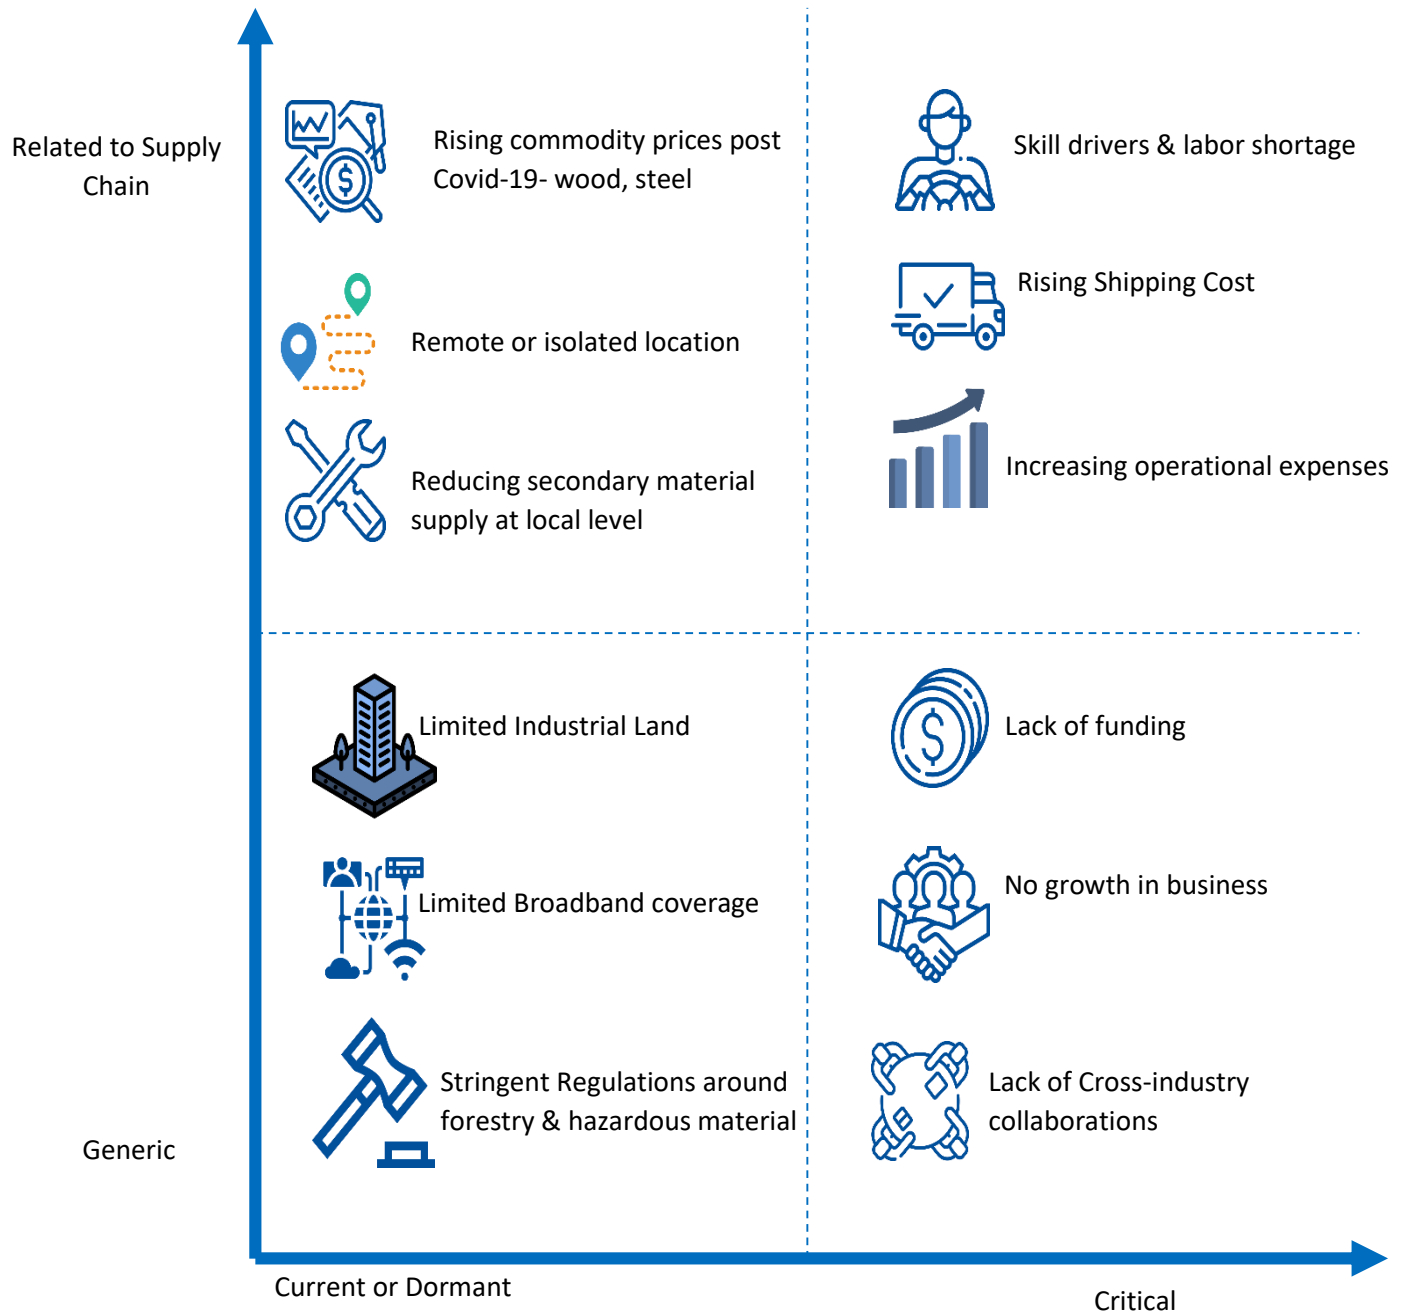 Related to Supply
Chain
Rising commodity prices post
Covid-19- wood, steel
Skill drivers & labor shortage
Rising Shipping Cost
Remote or isolated location
Increasing operational expenses
Reducing secondary material
supply at local level
Limited Industrial Land
Lack of funding
Limited Broadband coverage
No growth in business
Stringent Regulations around
forestry & hazardous material
Lack of Cross-industry
collaborations
Generic
Current or Dormant
Critical